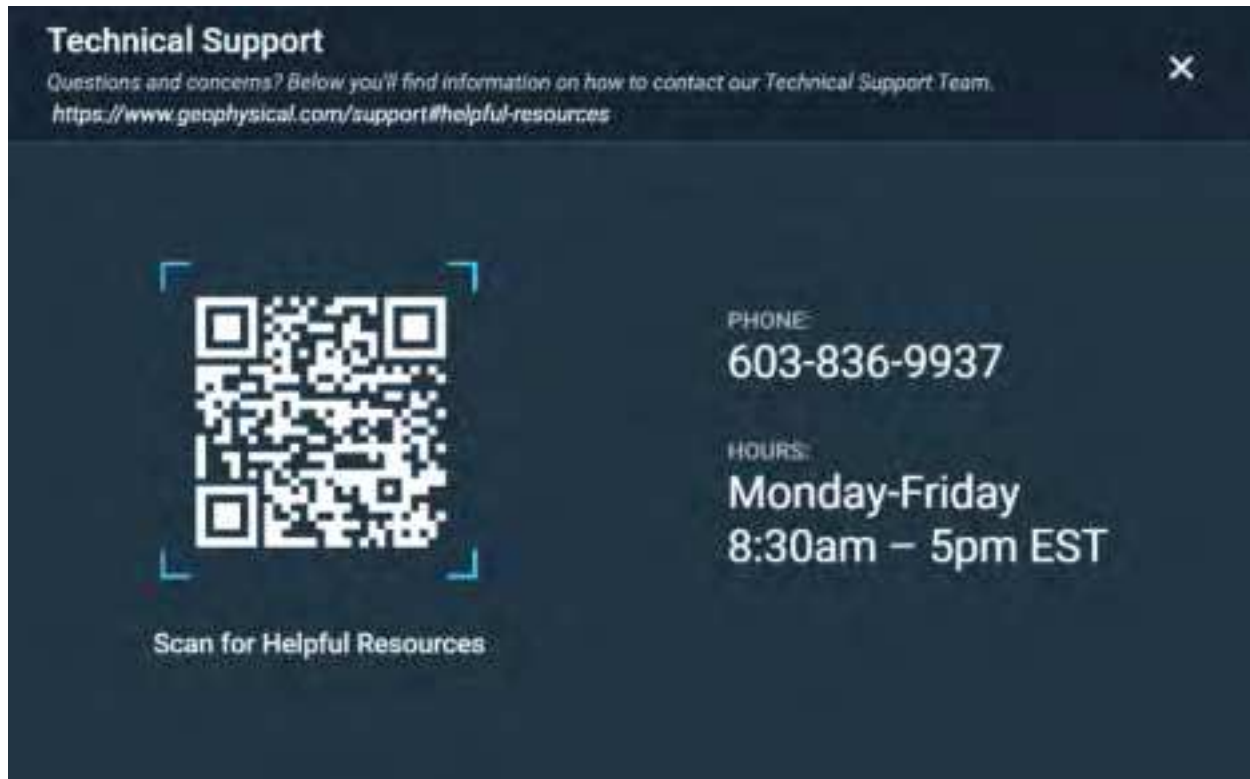 Technical Support
Questions and concerns? Below you'll find information on how to contact our Technical Support Team.
https://www.geophysical.com/support#helpful-resources
PHONE:
603-836-9937
HOURS:
Monday-Friday
8:30am – 5pm EST
Scan for Helpful Resources